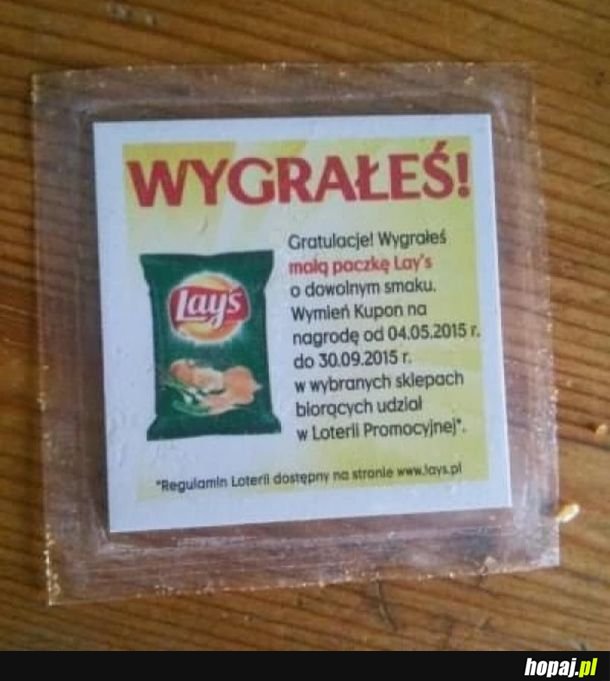 WYGRAŁEŚ!
Gratulacje! Wygrałeś
małą paczkę Lay's
o dowolnym smaku.
Wymień Kupon na
nagrodę od 04.05.2015 r.
do 30.09.2015 r.
w wybranych sklepach
biorących udział
w Loterii Promocyjnej*.
Lay's
*Regulamin Loterii dostępny na stronie www.lays.pl
hopaj.pl